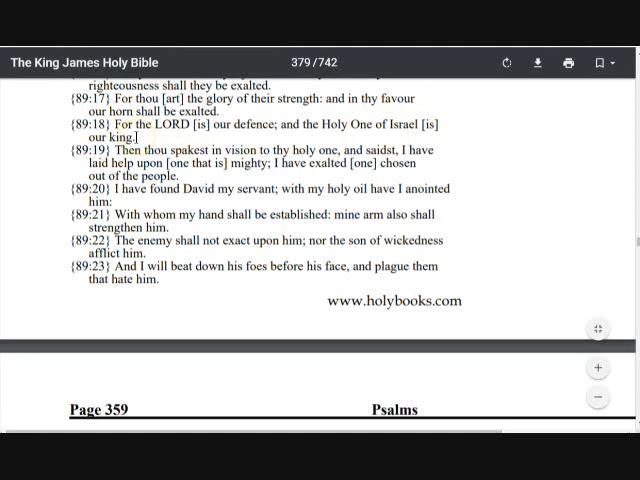 The King James Holy Bible
379 / 742
righteousness shall they be exalted.
{89:17} For thou [art] the glory of their strength: and in thy favour
our horn shall be exalted.
{89:18} For the LORD [is] our defence; and the Holy One of Israel [is]
our king.
{89:19} Then thou spakest in vision to thy holy one, and saidst, I have
laid help upon [one that is] mighty; I have exalted [one] chosen
out of the people.
{89:20} I have found David my servant; with my holy oil have I anointed
him:
{89:21} With whom my hand shall be established: mine arm also shall
strengthen him.
{89:22} The enemy shall not exact upon him; nor the son of wickedness
afflict him.
{89:23} And I will beat down his foes before his face, and plague them
that hate him.
www.holybooks.com
Page 359 Psalms